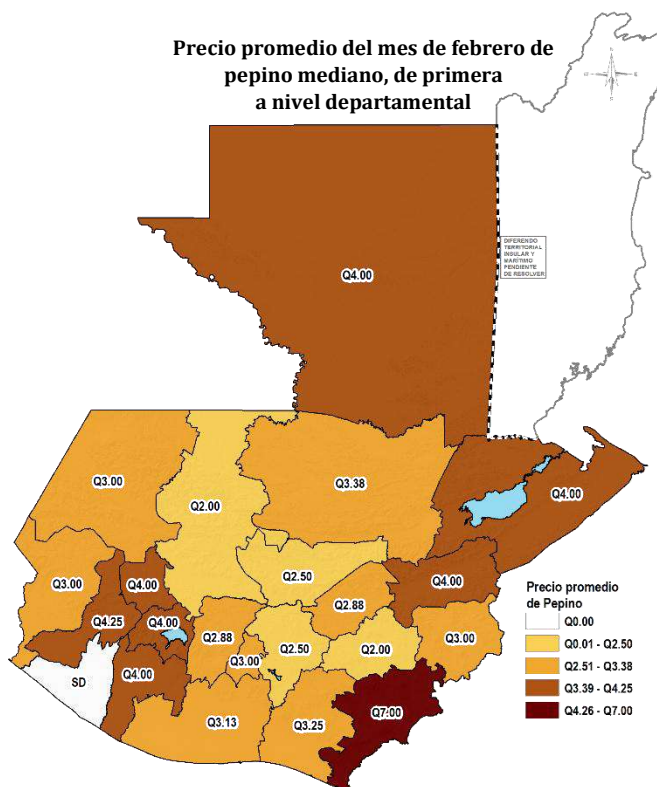 Precio promedio del mes de febrero de
pepino mediano, de primera
a nivel departamental
DIFERENDO
TERRITORIAL
INSULAR Y
MARÍTIMO
PENDIENTE
DE RESOLVER
Q4.00
Q3.00
Q2.00
Q3.38
Q4.00
Q3.00
Q4.00
Q2.50
Q4.00
Q4.25
Q4.00
Q2.88
Q2.88
Q3.00
Q2.50
Q2.00
Q3.00
SD
Q4.00
Q3.13
Q3.25
Q7.00
Precio promedio
de Pepino
Q0.00
Q0.01 - Q2.50
Q2.51 - Q3.38
Q3.39 - Q4.25
Q4.26 - Q7.00